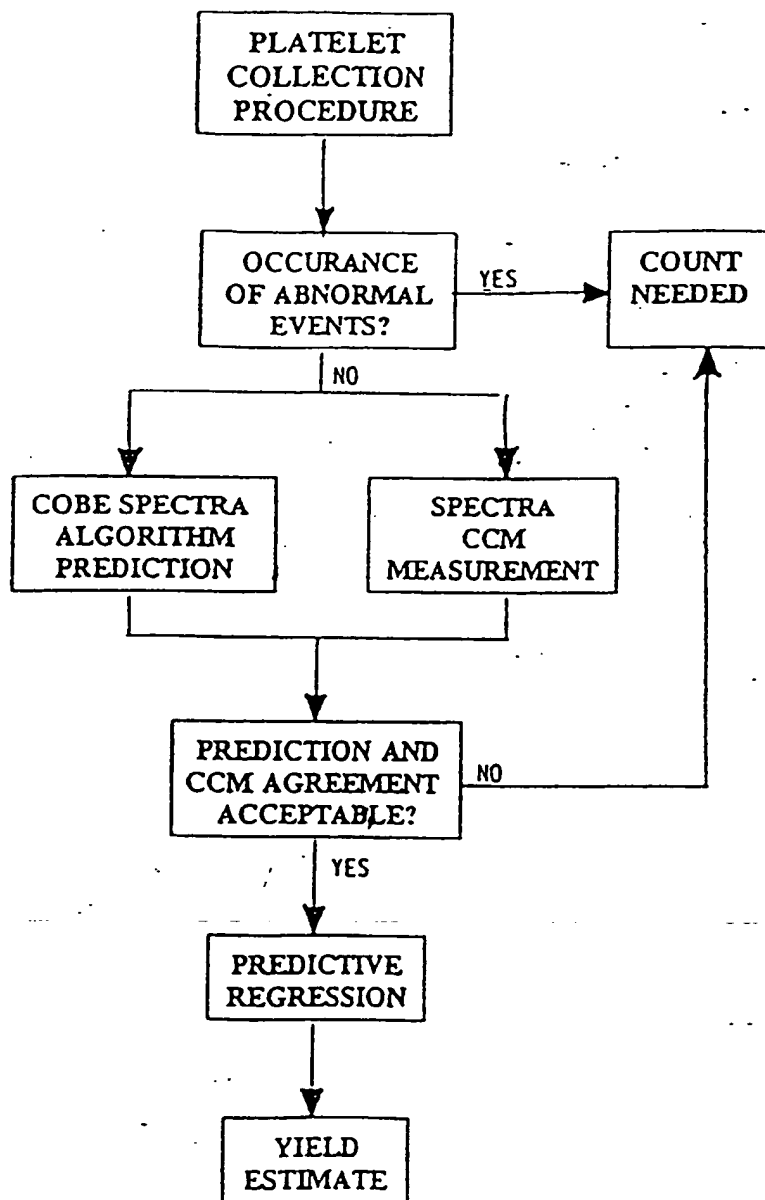 PLATELET
COLLECTION
PROCEDURE
OCCURANCE
OF ABNORMAL
EVENTS?
YES
COUNT
NEEDED
NO
COBE SPECTRA
ALGORITHM
PREDICTION
SPECTRA
CCM
MEASUREMENT
PREDICTION AND
CCM AGREEMENT
ACCEPTABLE?
NO
YES
PREDICTIVE
REGRESSION
YIELD
ESTIMATE